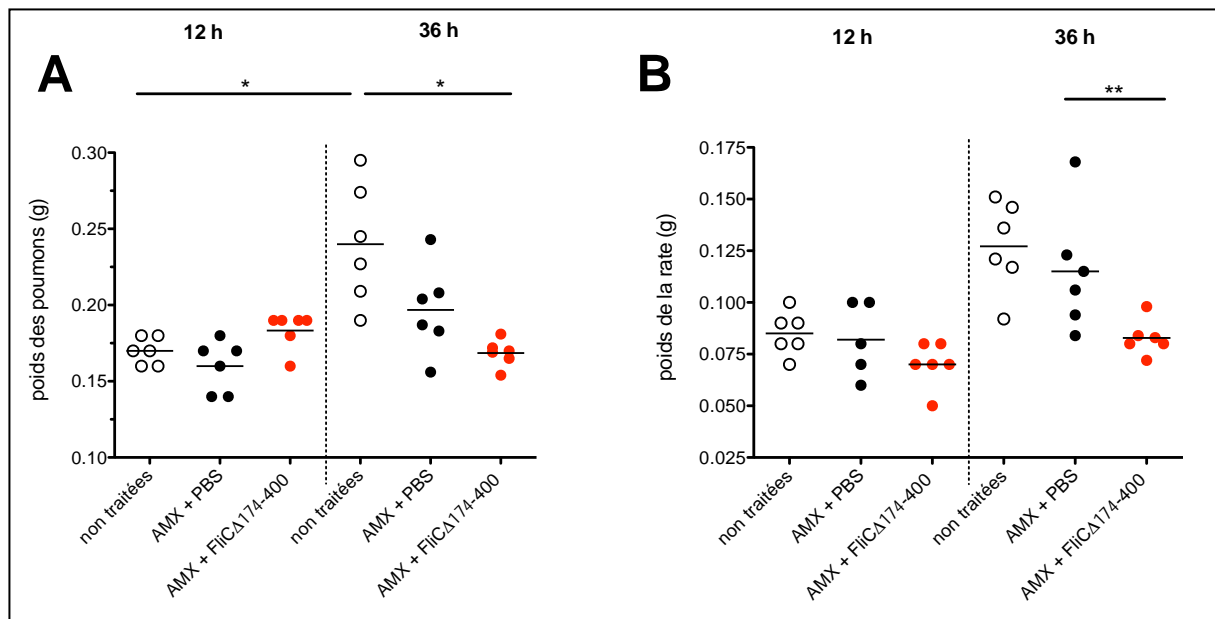 12 h
36 h
A
*
*
poids des poumons (g)
0.30
0.25
0.20
0.15
0.10
non traitées
AMX + PBS
AMX + FliCΔ174-400
non traitées
AMX + PBS
AMX + FliCΔ174-400
12 h
36 h
B
**
poids de la rate (g)
0.175
0.150
0.125
0.100
0.075
0.050
0.025
non traitées
AMX + PBS
AMX + FliCΔ174-400
non traitées
AMX + PBS
AMX + FliCΔ174-400